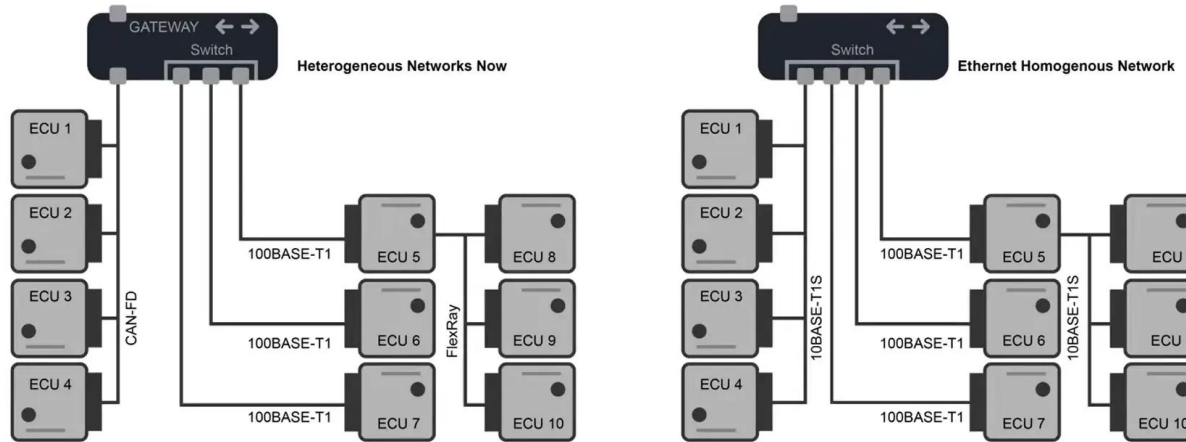 GATEWAY
Switch
Heterogeneous Networks Now
ECU 1
ECU 2
ECU 3
ECU 4
CAN-FD
100BASE-T1
100BASE-T1
100BASE-T1
ECU 5
ECU 6
ECU 7
FlexRay
ECU 8
ECU 9
ECU 10
Switch
Ethernet Homogenous Network
ECU 1
ECU 2
ECU 3
ECU 4
10BASE-T1S
100BASE-T1
100BASE-T1
100BASE-T1
ECU 5
ECU 6
ECU 7
10BASE-T1S
ECU
ECU
ECU 10